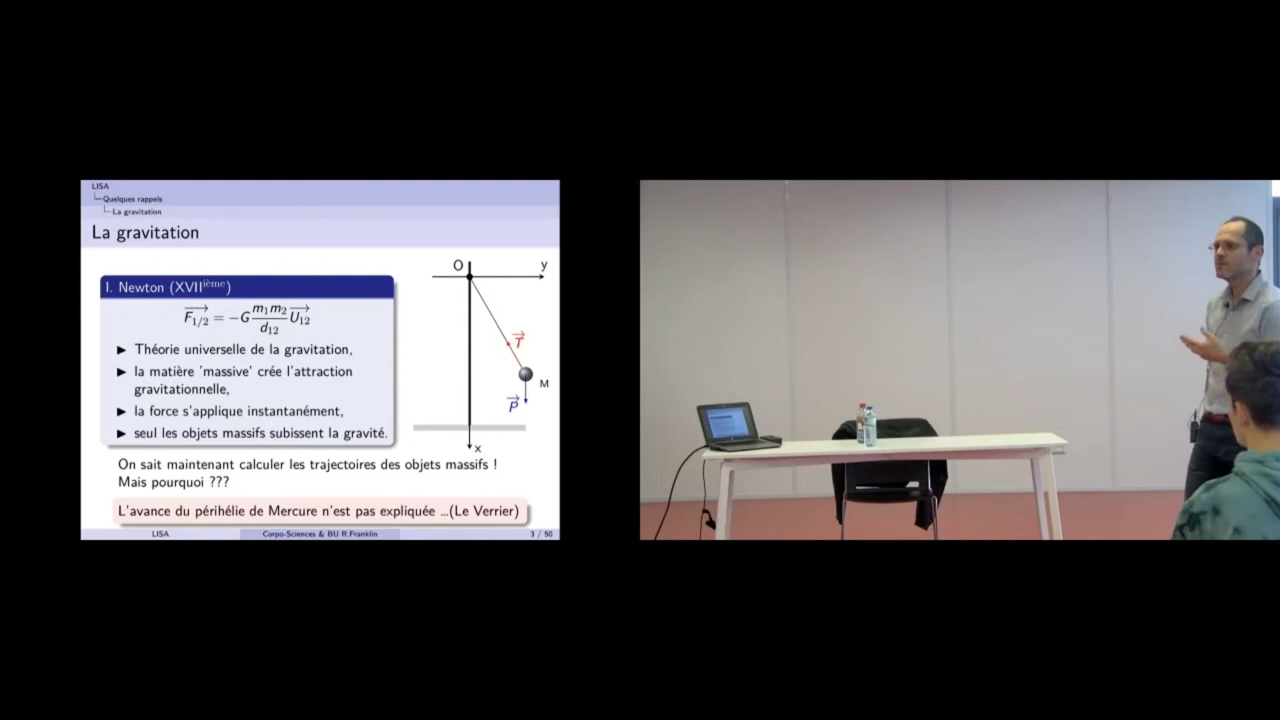 LISA
Quelques rappels
La gravitation
La gravitation
I. Newton (XVIIième)
F1/2 = −G m1m2/d12 U12
▶ Théorie universelle de la gravitation,
▶ la matière 'massive' crée l'attraction
gravitationnelle,
▶ la force s'applique instantanément,
▶ seul les objets massifs subissent la gravité.
O
y
T
M
P
x
On sait maintenant calculer les trajectoires des objets massifs !
Mais pourquoi ???
L'avance du périhélie de Mercure n'est pas expliquée ...(Le Verrier)
LISA
Corpo-Sciences & BU R.Franklin
3 / 50